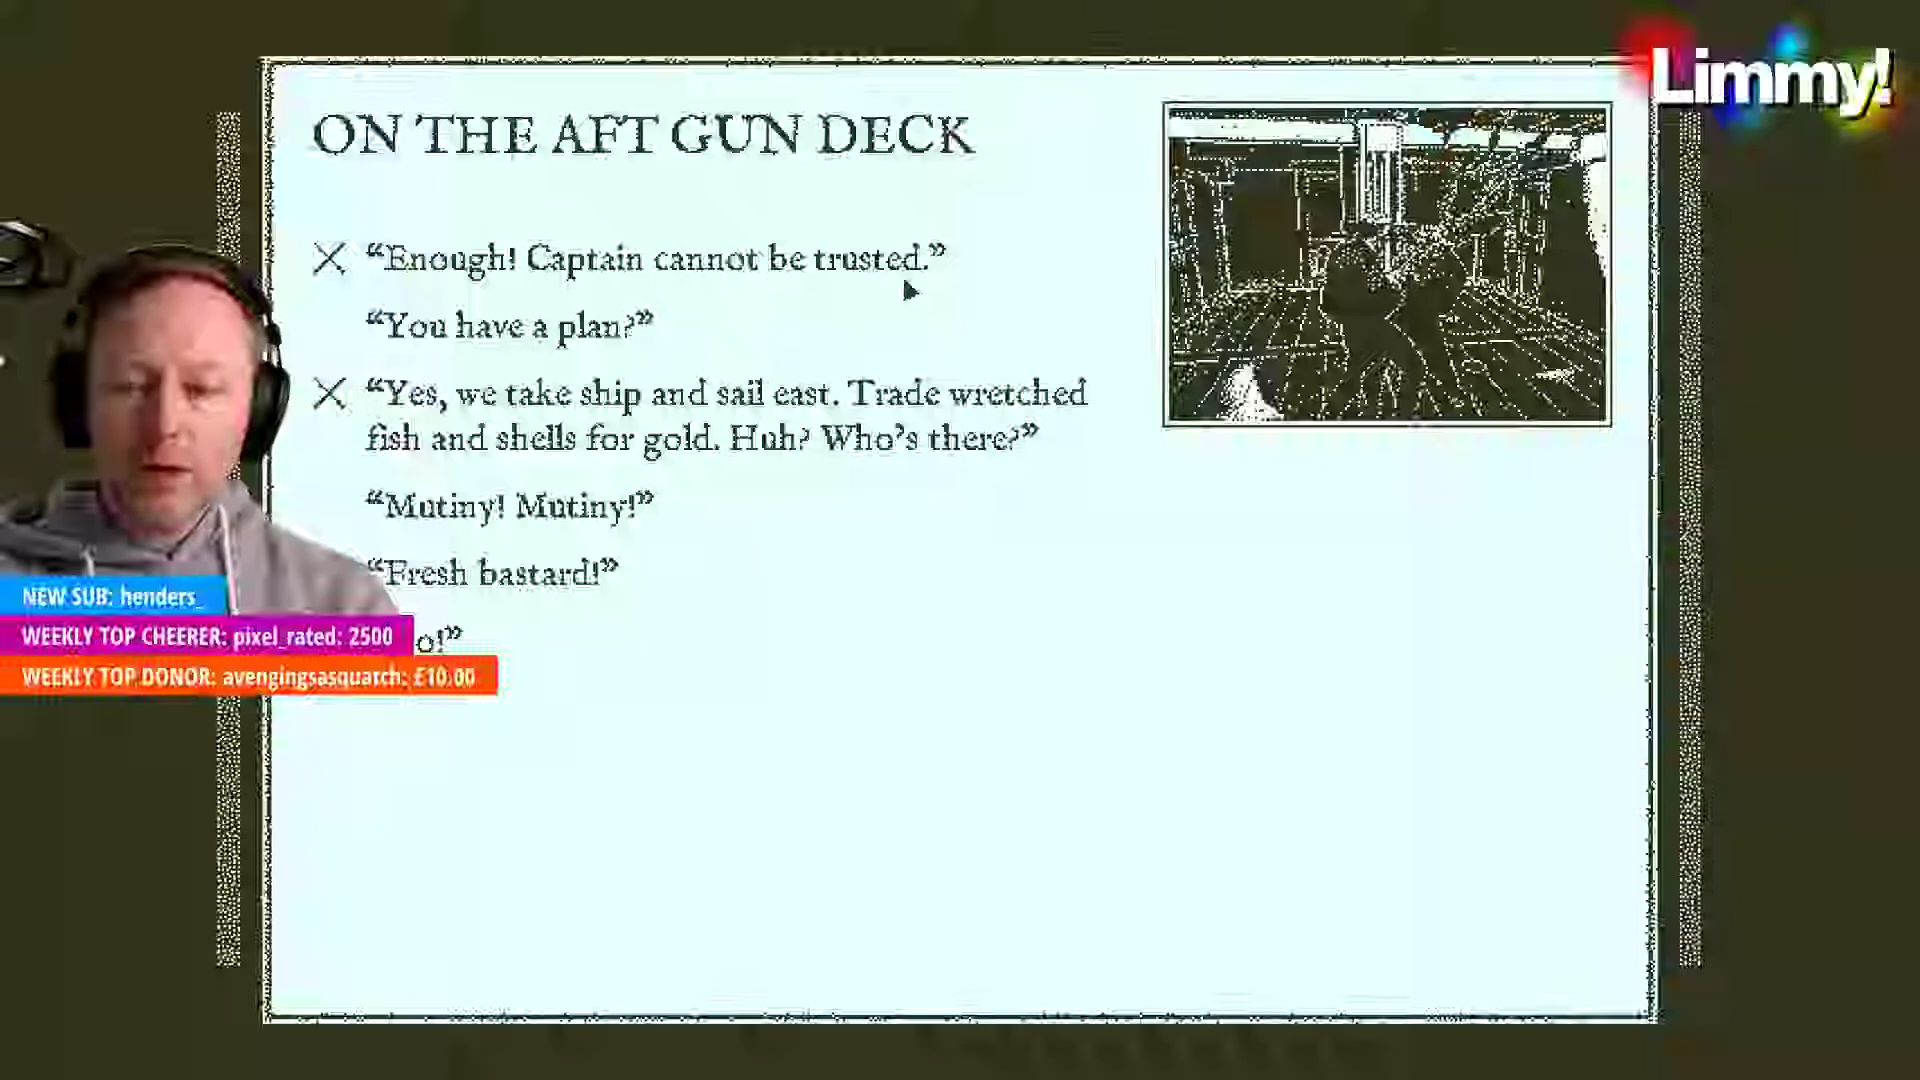 Limmy!
ON THE AFT GUN DECK
“Enough! Captain cannot be trusted.”
“You have a plan?”
“Yes, we take ship and sail east. Trade wretched
fish and shells for gold. Huh? Who’s there?”
“Mutiny! Mutiny!”
“Fresh bastard!”
o!”
NEW SUB: henders_
WEEKLY TOP CHEERER: pixel_rated: 2500
WEEKLY TOP DONOR: avengingsasquatch: £10.00